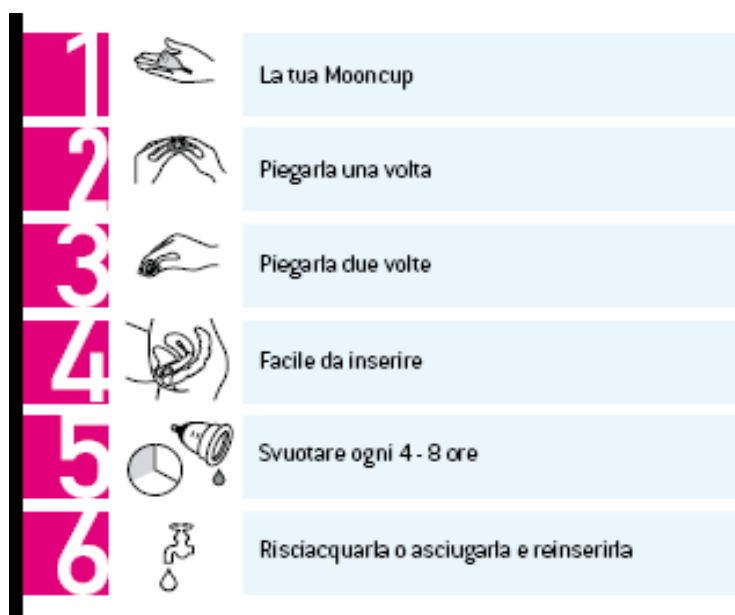 1 La tua Mooncup
2 Piegarla una volta
3 Piegarla due volte
4 Facile da inserire
5 Svuotare ogni 4 - 8 ore
6 Risciacquarla o asciugarla e reinserirla